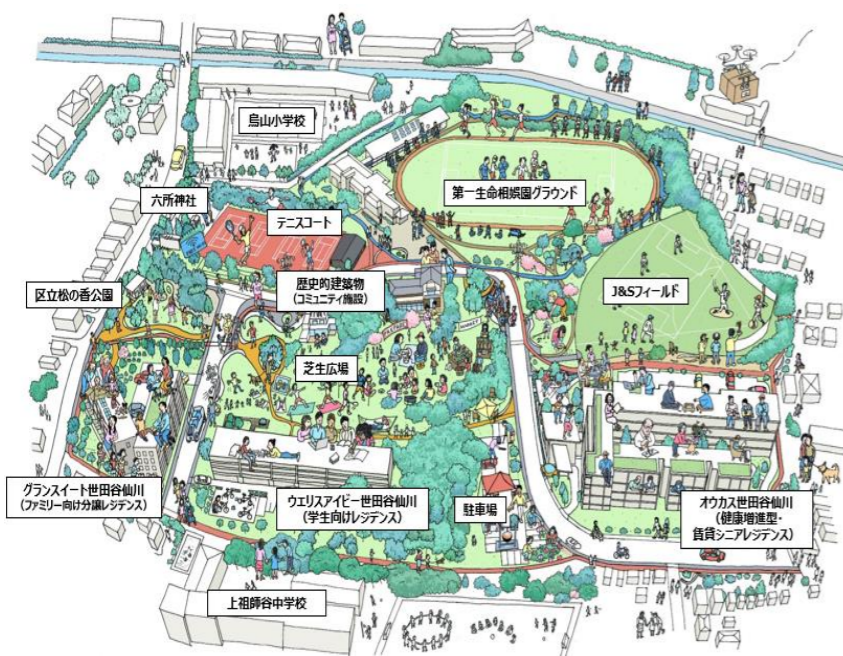 烏山小学校
第一生命相娯園グラウンド
六所神社
テニスコート
区立松の香公園
歴史的建築物
(コミュニティ施設)
J&Sフィールド
芝生広場
グランスイート世田谷仙川
(ファミリー向け分譲レジデンス)
ウエリスアイビー世田谷仙川
(学生向けレジデンス)
駐車場
オウカス世田谷仙川
(健康増進型・
賃貸シニアレジデンス)
上祖師谷中学校